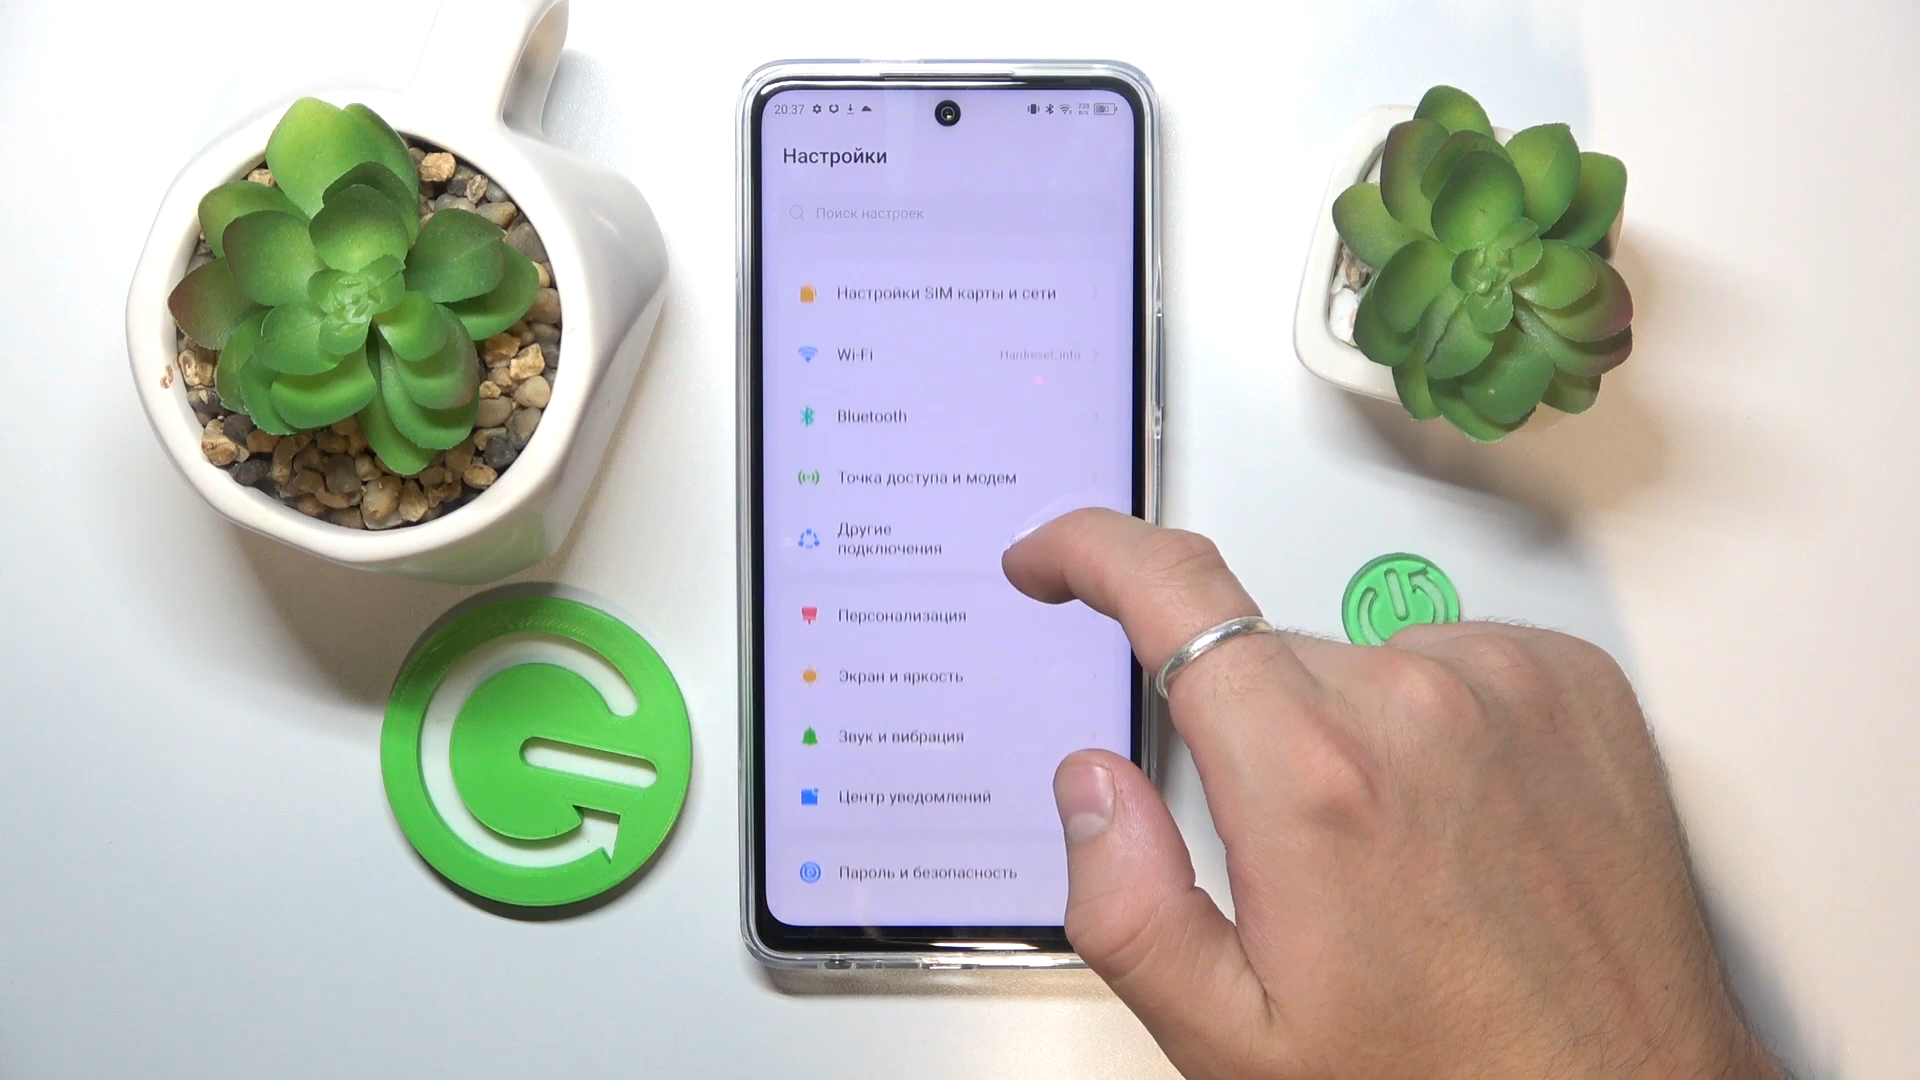 20:37
Настройки
Поиск настроек
Настройки SIM карты и сети
Wi-Fi
Hardreset.info
Bluetooth
Точка доступа и модем
Другие
подключения
Персонализация
Экран и яркость
Звук и вибрация
Центр уведомлений
Пароль и безопасность